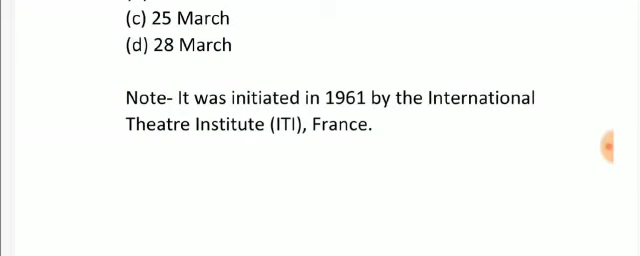 (c) 25 March
(d) 28 March
Note- It was initiated in 1961 by the International
Theatre Institute (ITI), France.